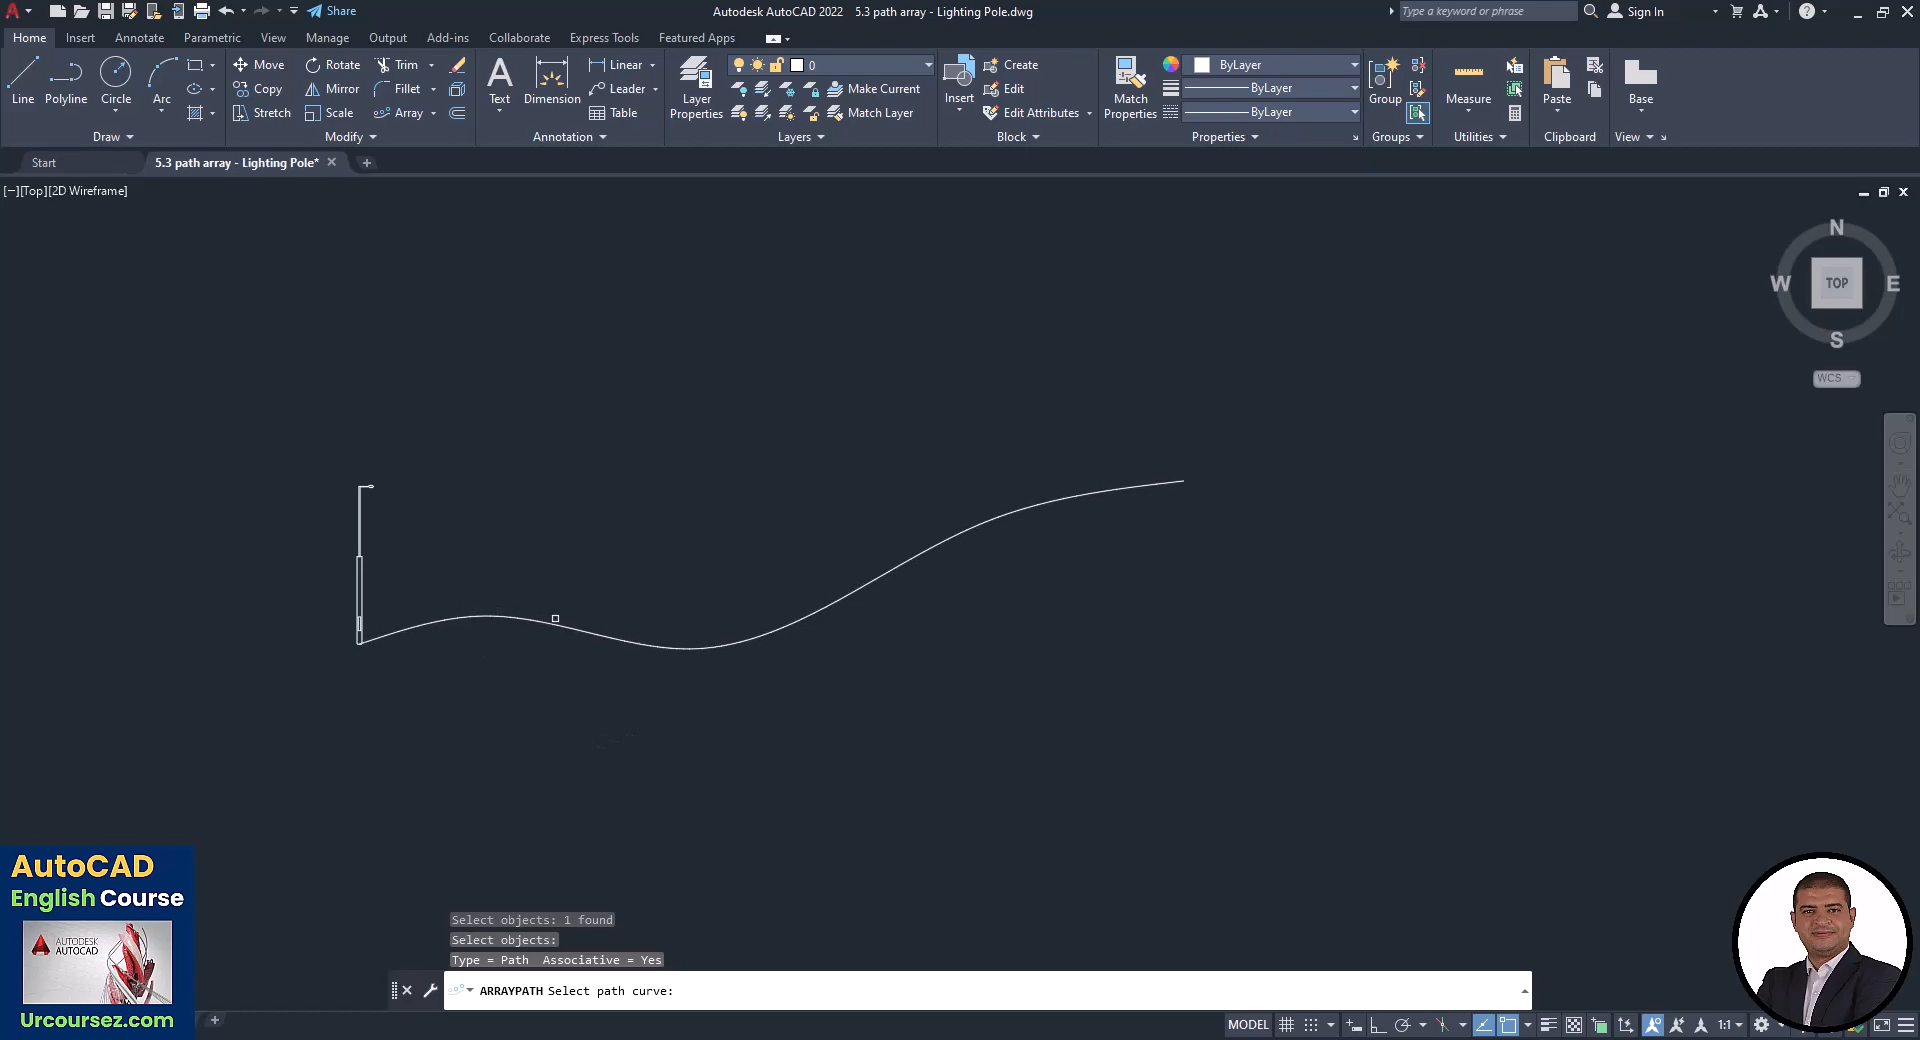 Share
Autodesk AutoCAD 2022 5.3 path array - Lighting Pole.dwg
Type a keyword or phrase
Sign In
Home Insert Annotate Parametric View Manage Output Add-ins Collaborate Express Tools Featured Apps
Line Polyline Circle Arc
Move Rotate Trim
Copy Mirror Fillet
Stretch Scale Array
Text Dimension
Linear
Leader
Table
Layer Properties
0
Make Current
Match Layer
Insert
Create
Edit
Edit Attributes
Match Properties
ByLayer
ByLayer
ByLayer
Group
Measure
Paste
Base
Draw Modify Annotation Layers Block Properties Groups Utilities Clipboard View
Start
5.3 path array - Lighting Pole*
[−][Top][2D Wireframe]
N
W TOP E
S
WCS
AutoCAD
English Course
AUTODESK
AUTOCAD
Urcoursez.com
Select objects: 1 found
Select objects:
Type = Path Associative = Yes
ARRAYPATH Select path curve:
MODEL
1:1